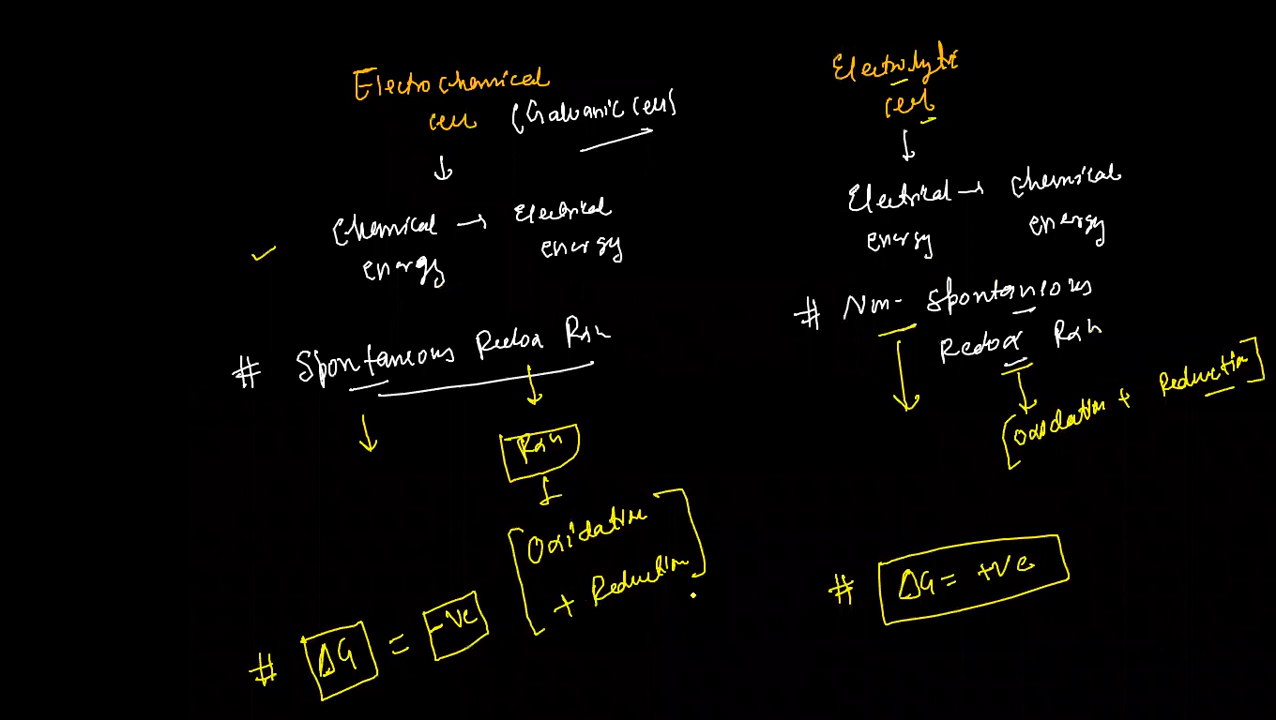 Electrochemical
cell (Galvanic cell)
↓
Chemical → Electrical
energy energy
# Spontaneous Redox Rxn
↓ ↓
Rxn
↓
[Oxidation
+ Reduction]
# ΔG = -ve
Electrolytic
cell
↓
Electrical → Chemical
energy energy
# Non- Spontaneous
Redox Rxn
↓ ↓
[Oxidation + Reduction]
# ΔG = +ve